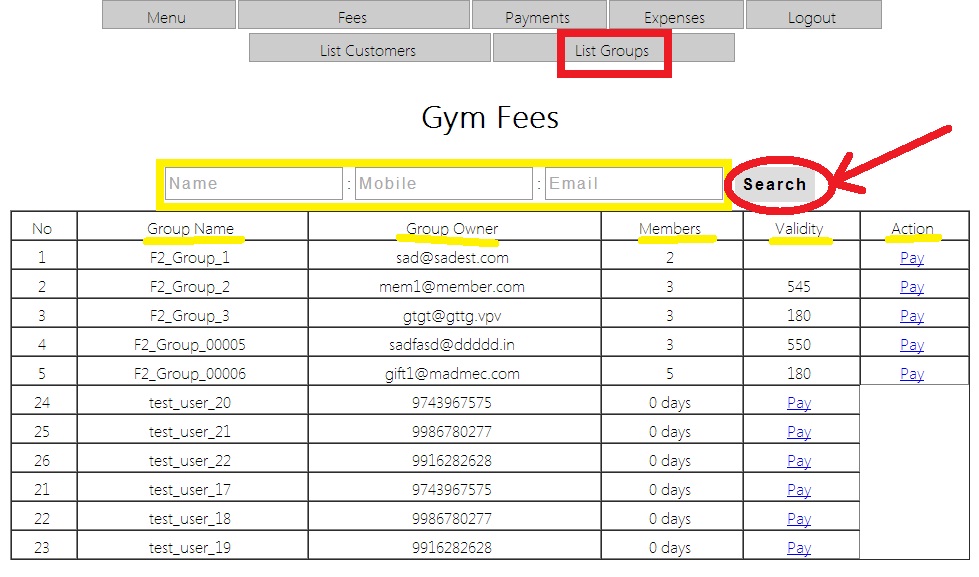 Menu Fees Payments Expenses Logout
List Customers List Groups
Gym Fees
Name : Mobile : Email Search
No Group Name Group Owner Members Validity Action
1 F2_Group_1 sad@sadest.com 2 Pay
2 F2_Group_2 mem1@member.com 3 545 Pay
3 F2_Group_3 gtgt@gttg.vpv 3 180 Pay
4 F2_Group_00005 sadfasd@ddddd.in 3 550 Pay
5 F2_Group_00006 gift1@madmec.com 5 180 Pay
24 test_user_20 9743967575 0 days Pay
25 test_user_21 9986780277 0 days Pay
26 test_user_22 9916282628 0 days Pay
21 test_user_17 9743967575 0 days Pay
22 test_user_18 9986780277 0 days Pay
23 test_user_19 9916282628 0 days Pay